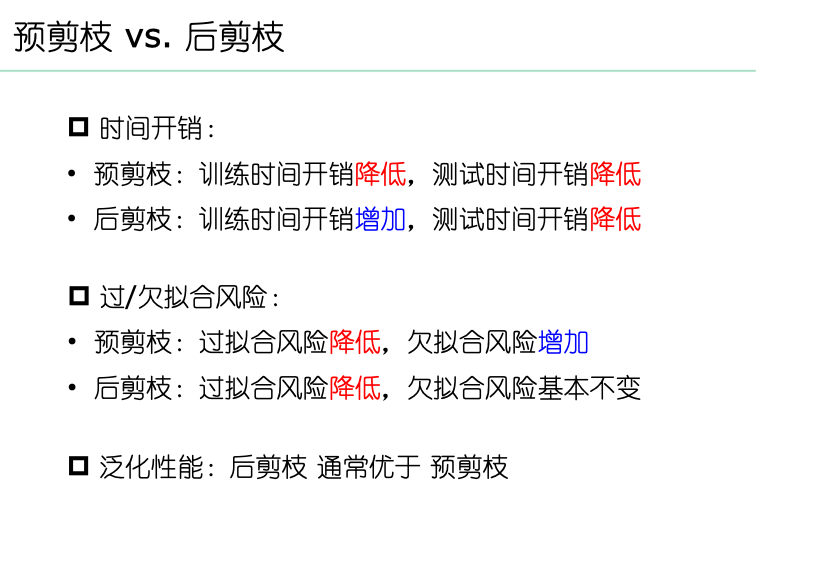 预剪枝 vs. 后剪枝
时间开销：
• 预剪枝：训练时间开销降低，测试时间开销降低
• 后剪枝：训练时间开销增加，测试时间开销降低
过/欠拟合风险：
• 预剪枝：过拟合风险降低，欠拟合风险增加
• 后剪枝：过拟合风险降低，欠拟合风险基本不变
泛化性能：后剪枝 通常优于 预剪枝